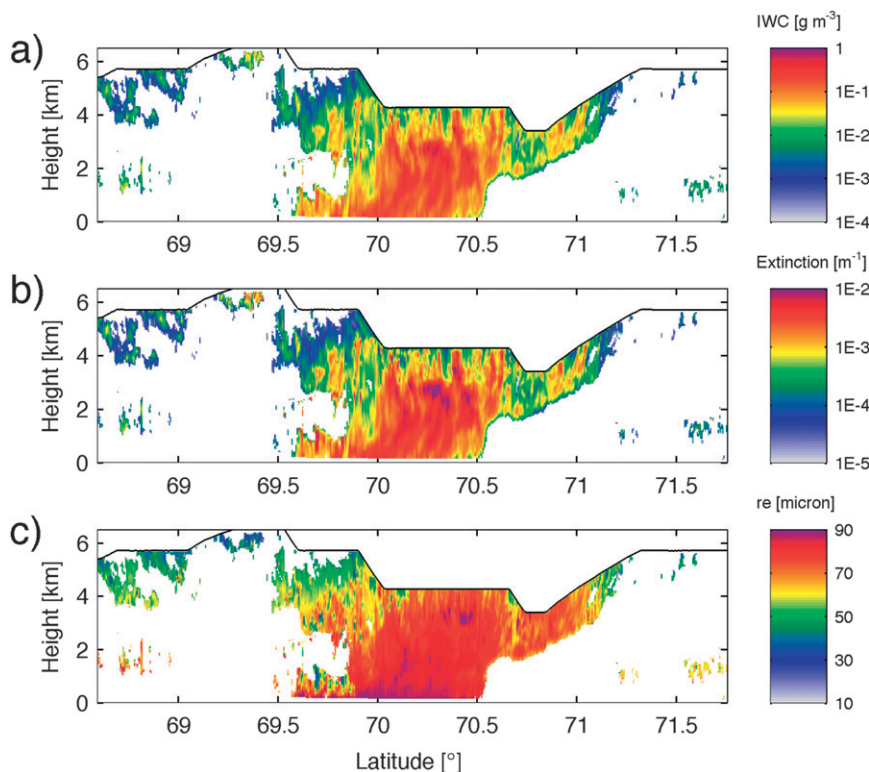 IWC [g m-3]
a)
6
4
2
0
Height [km]
69
69.5
70
70.5
71
71.5
1
1E-1
1E-2
1E-3
1E-4
Extinction [m-1]
b)
6
4
2
0
Height [km]
69
69.5
70
70.5
71
71.5
1E-2
1E-3
1E-4
1E-5
re [micron]
c)
6
4
2
0
Height [km]
69
69.5
70
70.5
71
71.5
90
70
50
30
10
Latitude [°]